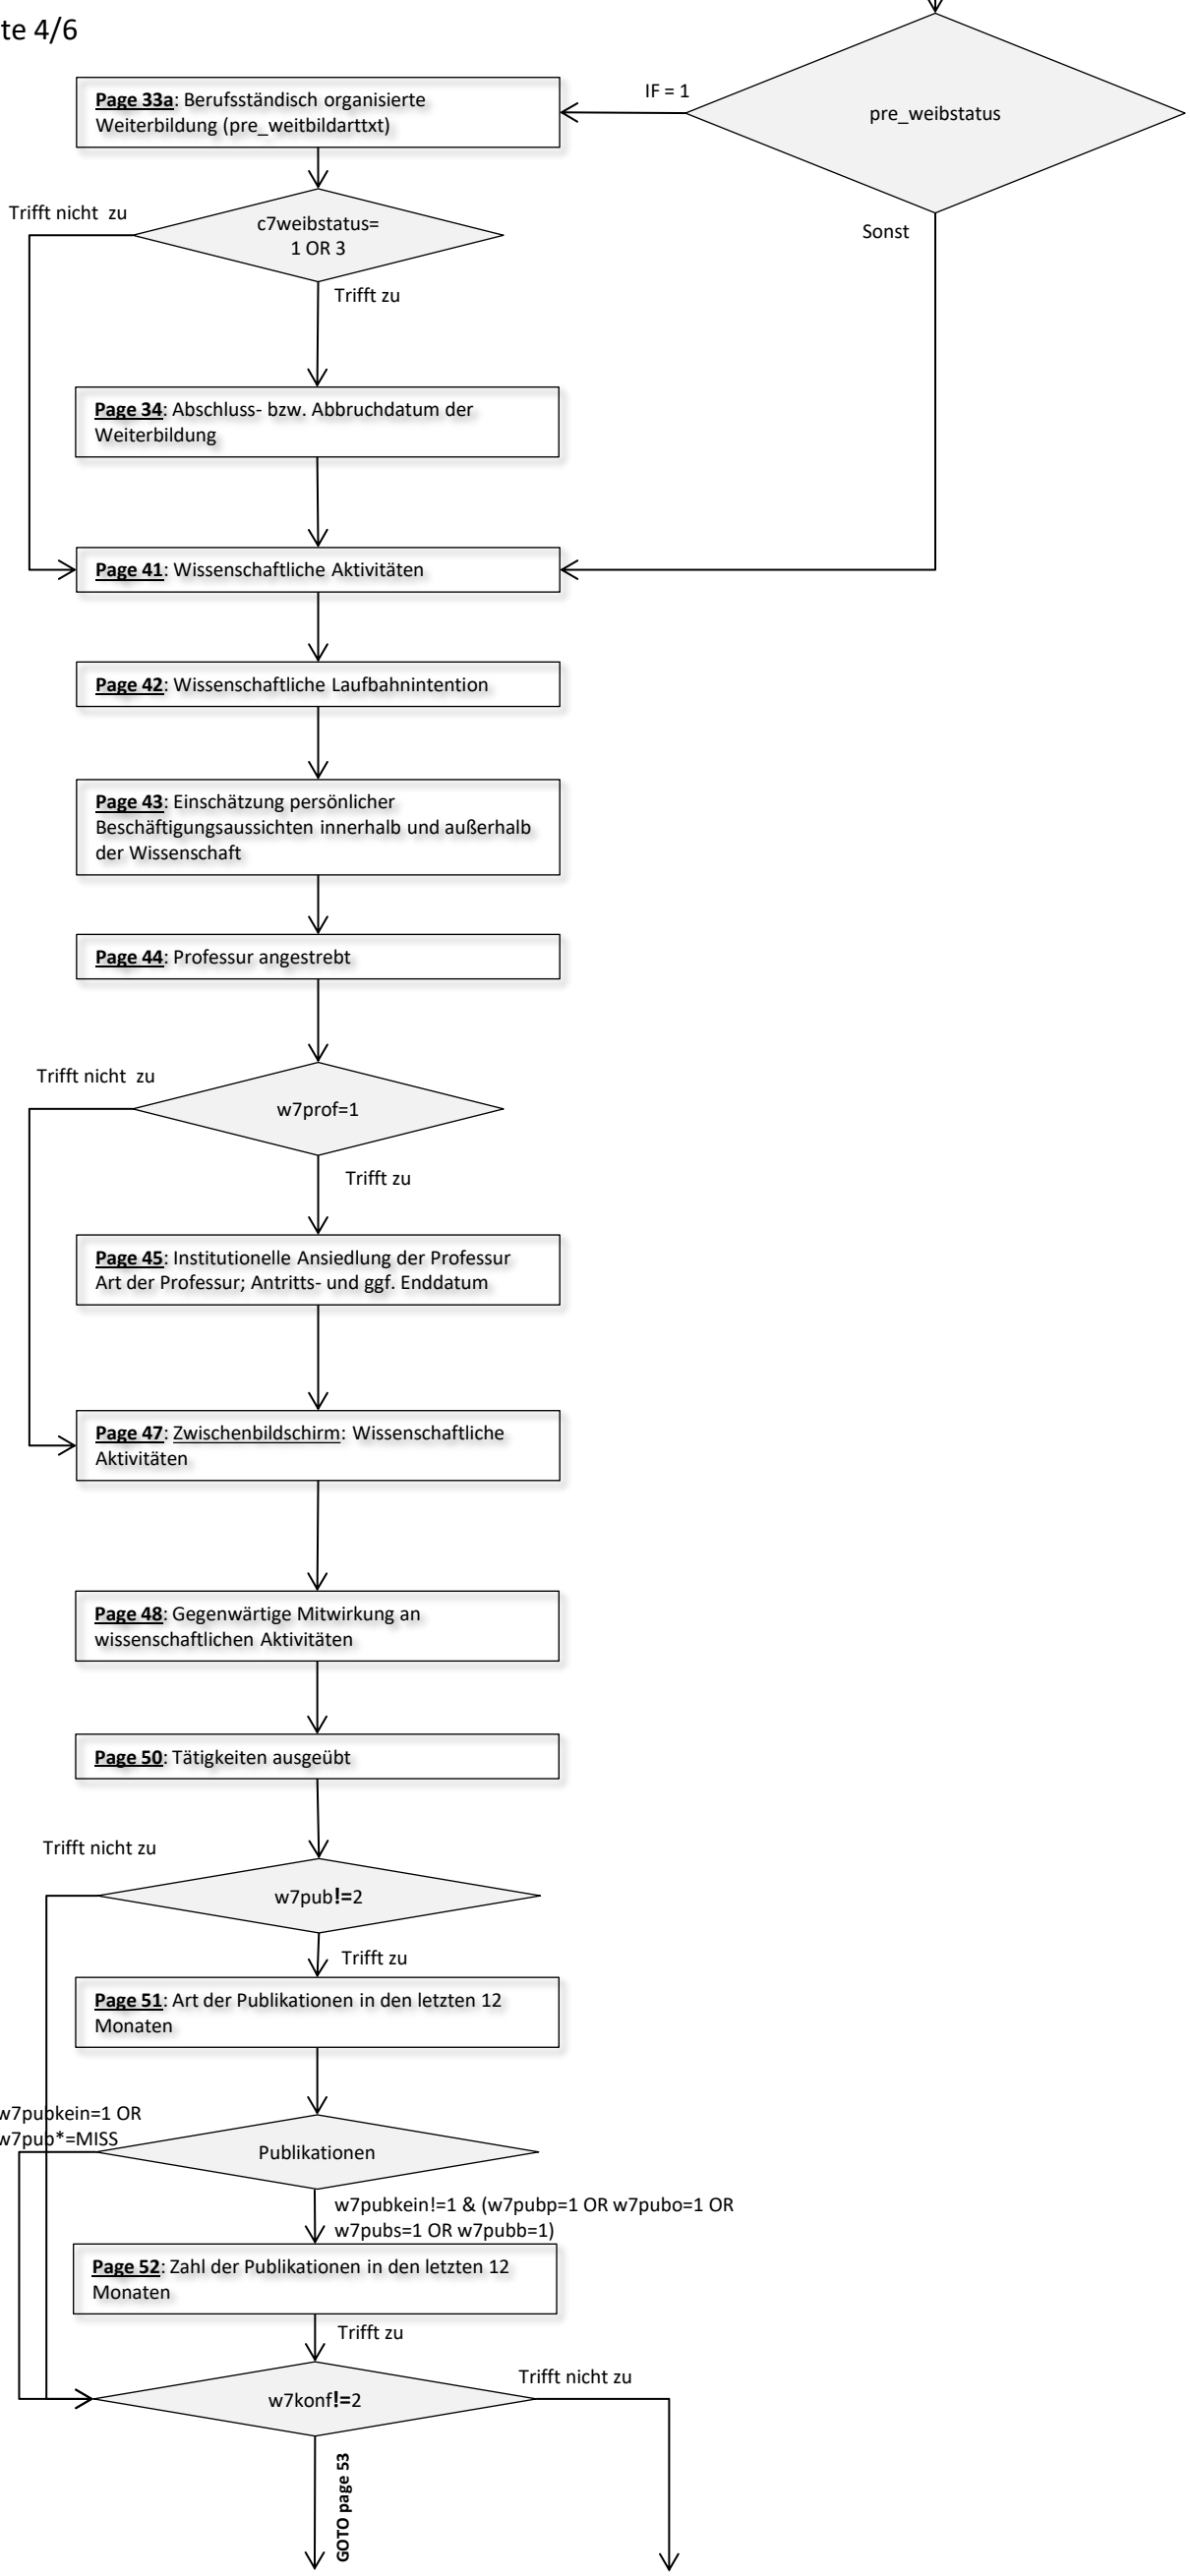 te 4/6
pre_weibstatus
IF = 1
Page 33a: Berufsständisch organisierte
Weiterbildung (pre_weitbildarttxt)
Trifft nicht zu
c7weibstatus=
1 OR 3
Sonst
Trifft zu
Page 34: Abschluss- bzw. Abbruchdatum der
Weiterbildung
Page 41: Wissenschaftliche Aktivitäten
Page 42: Wissenschaftliche Laufbahnintention
Page 43: Einschätzung persönlicher
Beschäftigungsaussichten innerhalb und außerhalb
der Wissenschaft
Page 44: Professur angestrebt
Trifft nicht zu
w7prof=1
Trifft zu
Page 45: Institutionelle Ansiedlung der Professur
Art der Professur; Antritts- und ggf. Enddatum
Page 47: Zwischenbildschirm: Wissenschaftliche
Aktivitäten
Page 48: Gegenwärtige Mitwirkung an
wissenschaftlichen Aktivitäten
Page 50: Tätigkeiten ausgeübt
Trifft nicht zu
w7pub!=2
Trifft zu
Page 51: Art der Publikationen in den letzten 12
Monaten
w7pubkein=1 OR
w7pub*=MISS
Publikationen
w7pubkein!=1 & (w7pubp=1 OR w7pubo=1 OR
w7pubs=1 OR w7pubb=1)
Page 52: Zahl der Publikationen in den letzten 12
Monaten
Trifft zu
Trifft nicht zu
w7konf!=2
GOTO page 53